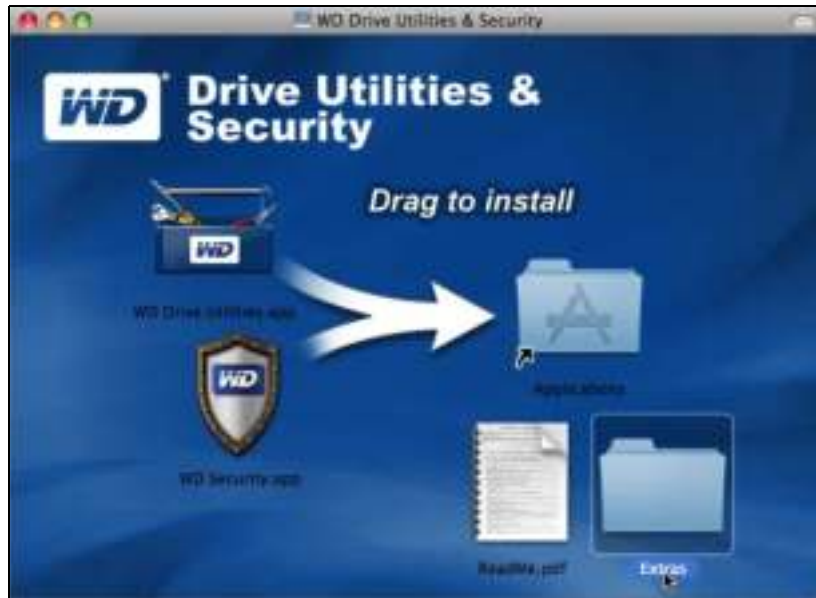 WD Drive Utilities & Security
WD
Drive Utilities &
Security
Drag to install
WD
WD Drive Utilities.app
Applications
WD
WD Security.app
ReadMe.pdf
Extras